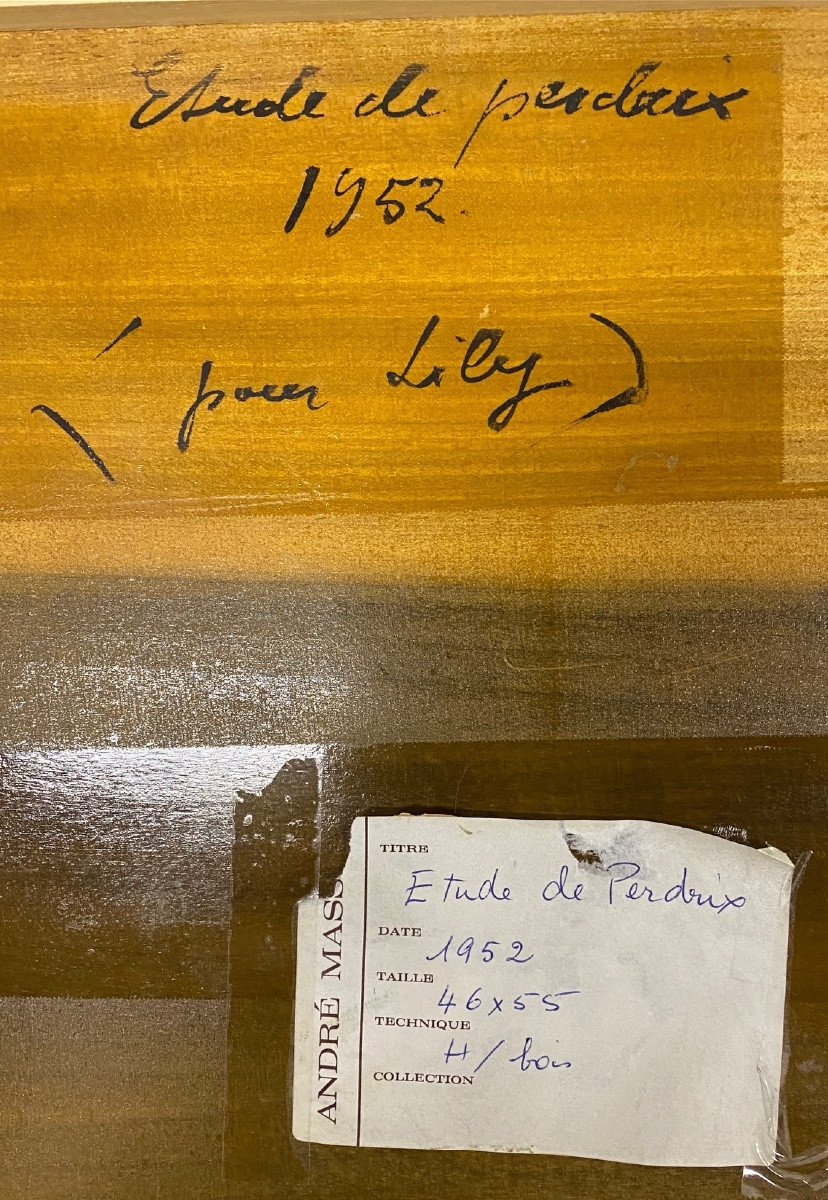 Etude de perdrix
1952.
(pour Lily)
ANDRÉ MASS
TITRE
Etude de Perdrix
DATE
1952
TAILLE
46x55
TECHNIQUE
H/bois
COLLECTION